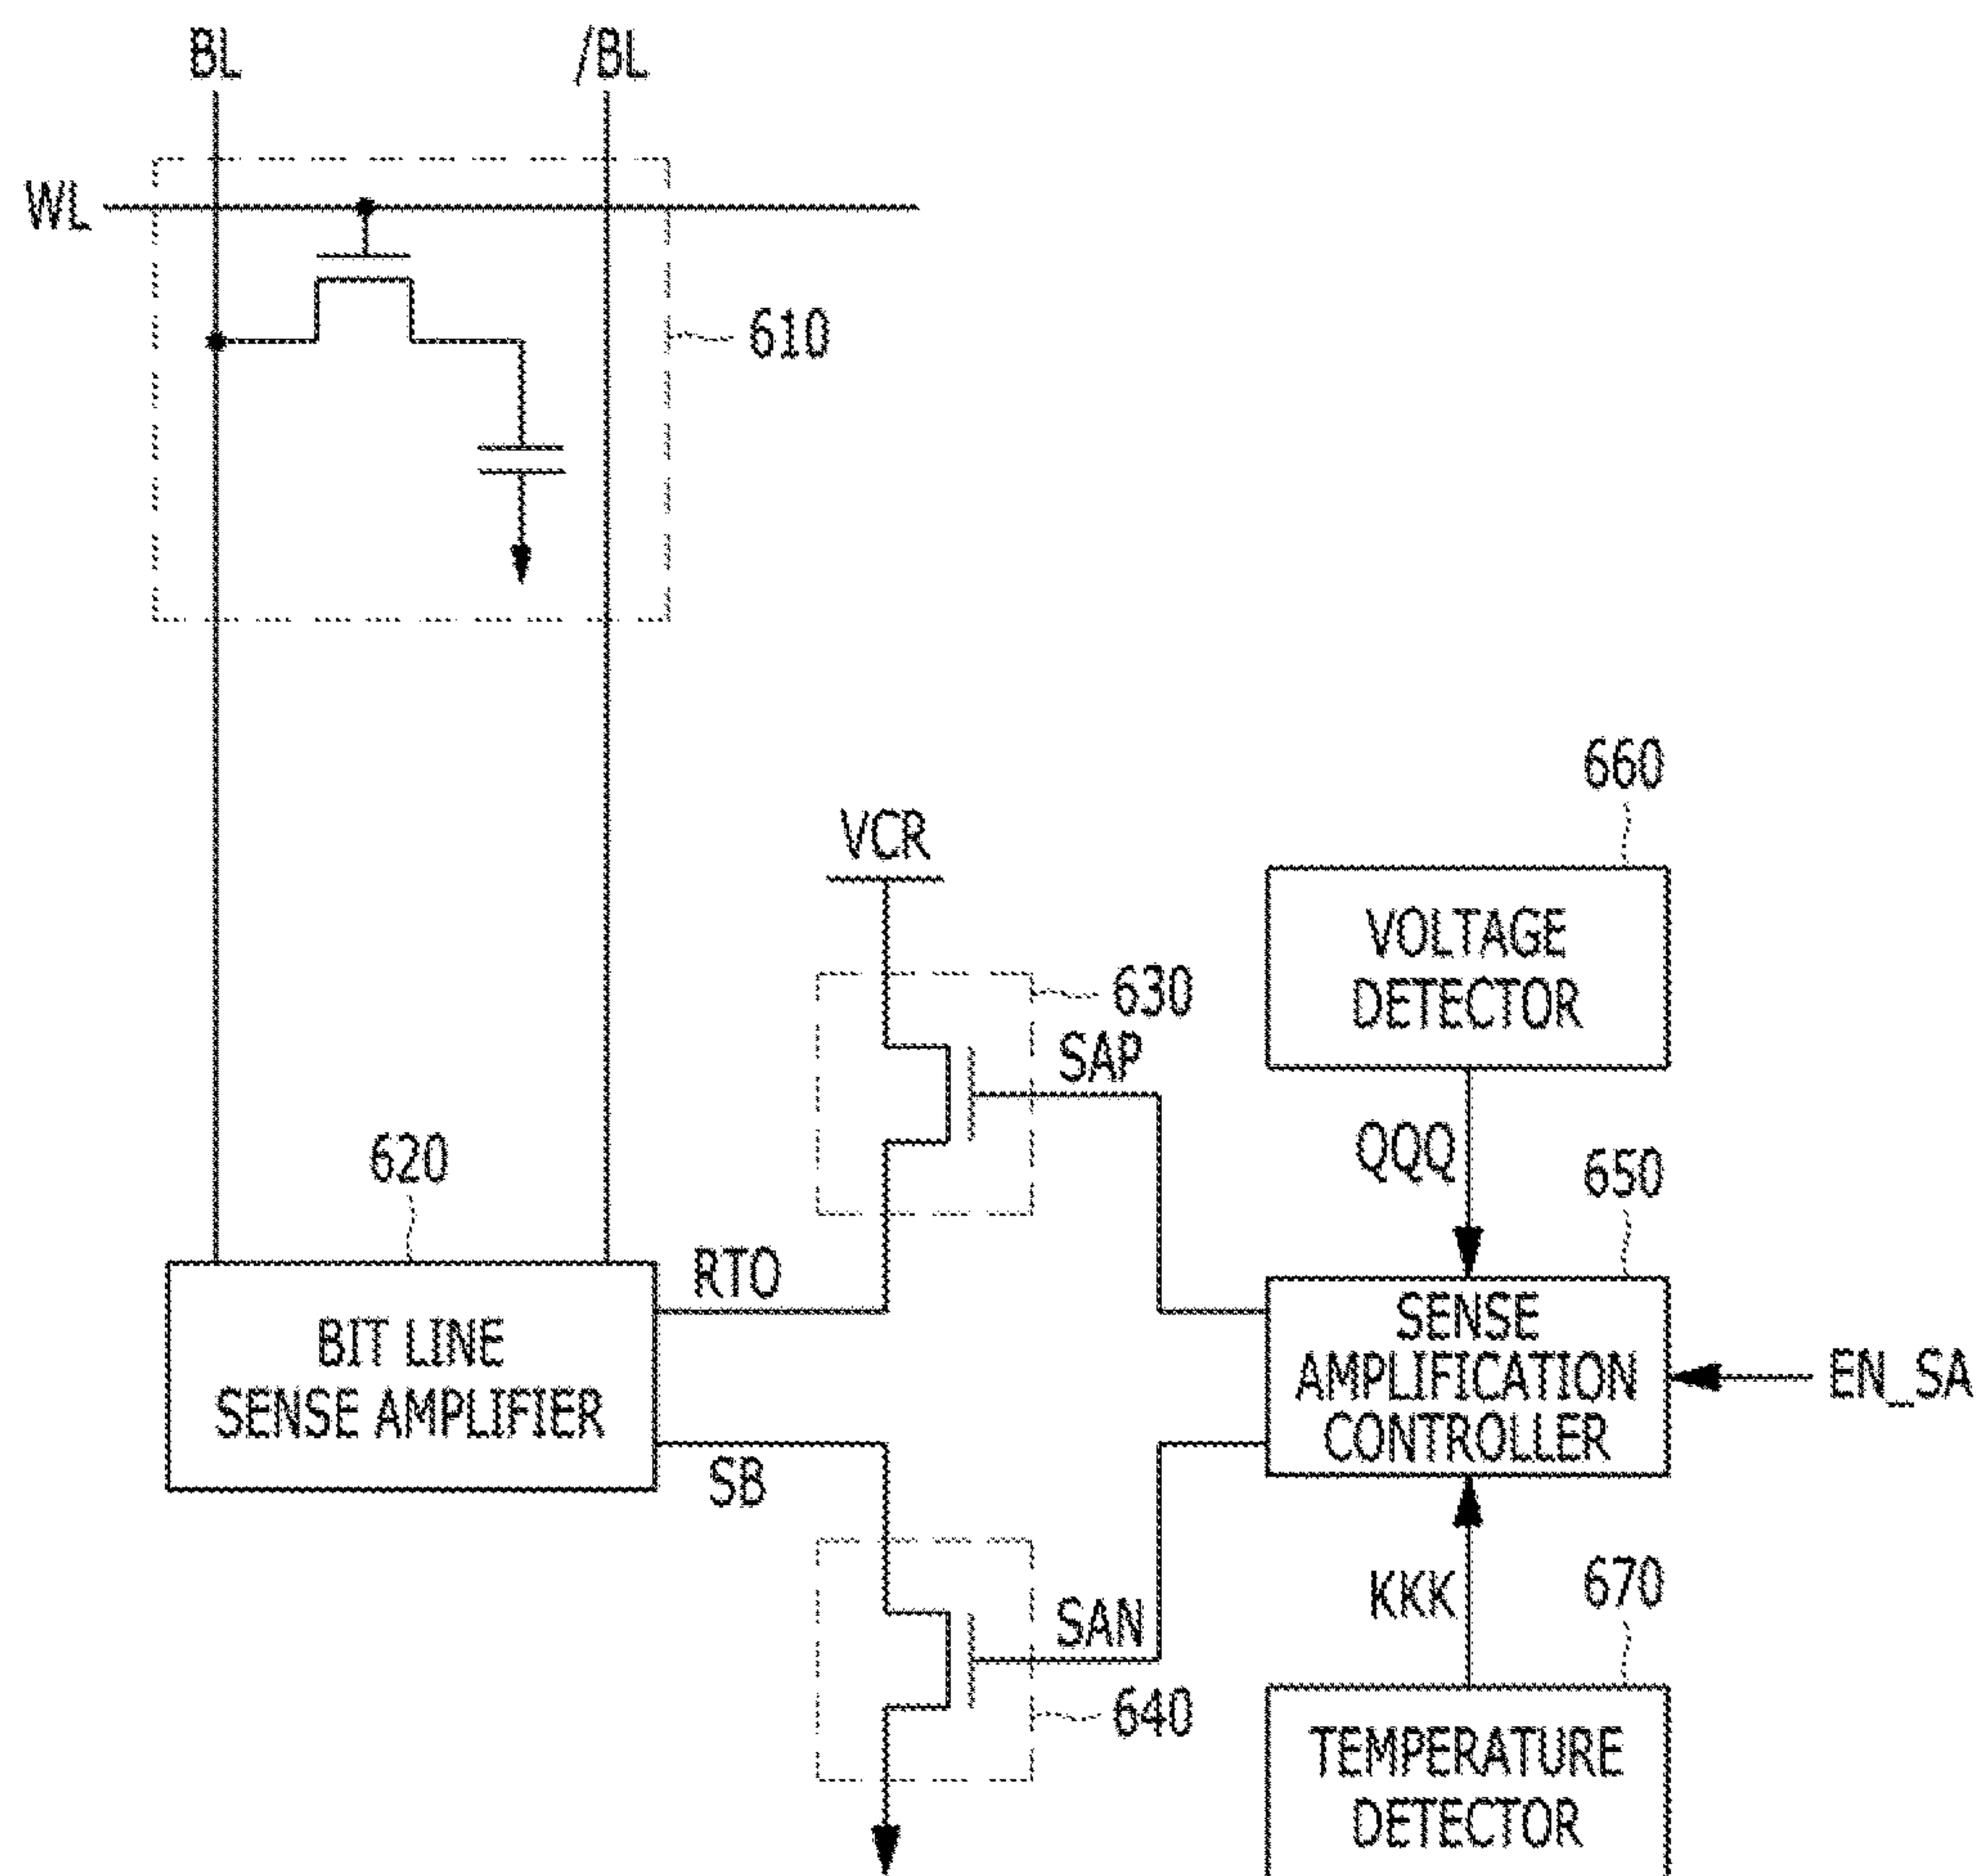 BL
/BL
WL
610
660
VCR
VOLTAGE
DETECTOR
630
SAP
QQQ
620
650
RTO
SENSE
AMPLIFICATION
CONTROLLER
EN_SA
BIT LINE
SENSE AMPLIFIER
SB
KKK
670
SAN
640
TEMPERATURE
DETECTOR